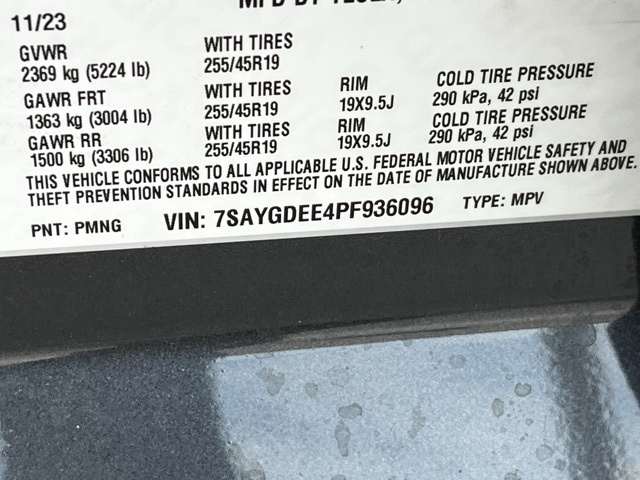 11/23
GVWR
2369 kg (5224 lb)
WITH TIRES
255/45R19
GAWR FRT
1363 kg (3004 lb)
WITH TIRES
255/45R19
RIM
19X9.5J
COLD TIRE PRESSURE
290 kPa, 42 psi
GAWR RR
1500 kg (3306 lb)
WITH TIRES
255/45R19
RIM
19X9.5J
COLD TIRE PRESSURE
290 kPa, 42 psi
THIS VEHICLE CONFORMS TO ALL APPLICABLE U.S. FEDERAL MOTOR VEHICLE SAFETY AND
THEFT PREVENTION STANDARDS IN EFFECT ON THE DATE OF MANUFACTURE SHOWN ABOVE.
PNT: PMNG VIN: 7SAYGDEE4PF936096 TYPE: MPV